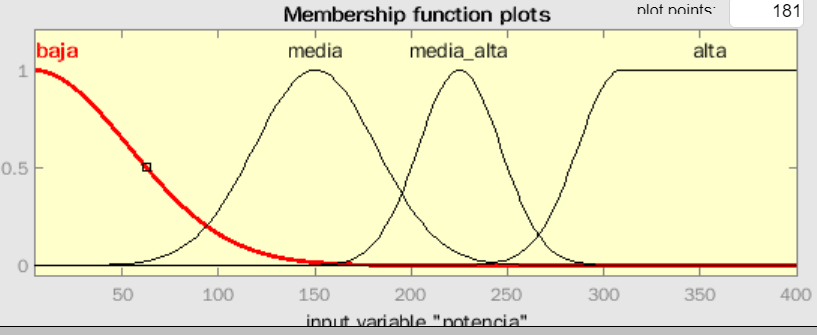 Membership function plots
plot points: 181
baja media media_alta alta
1
0.5
0
50 100 150 200 250 300 350 400
input variable "potencia"